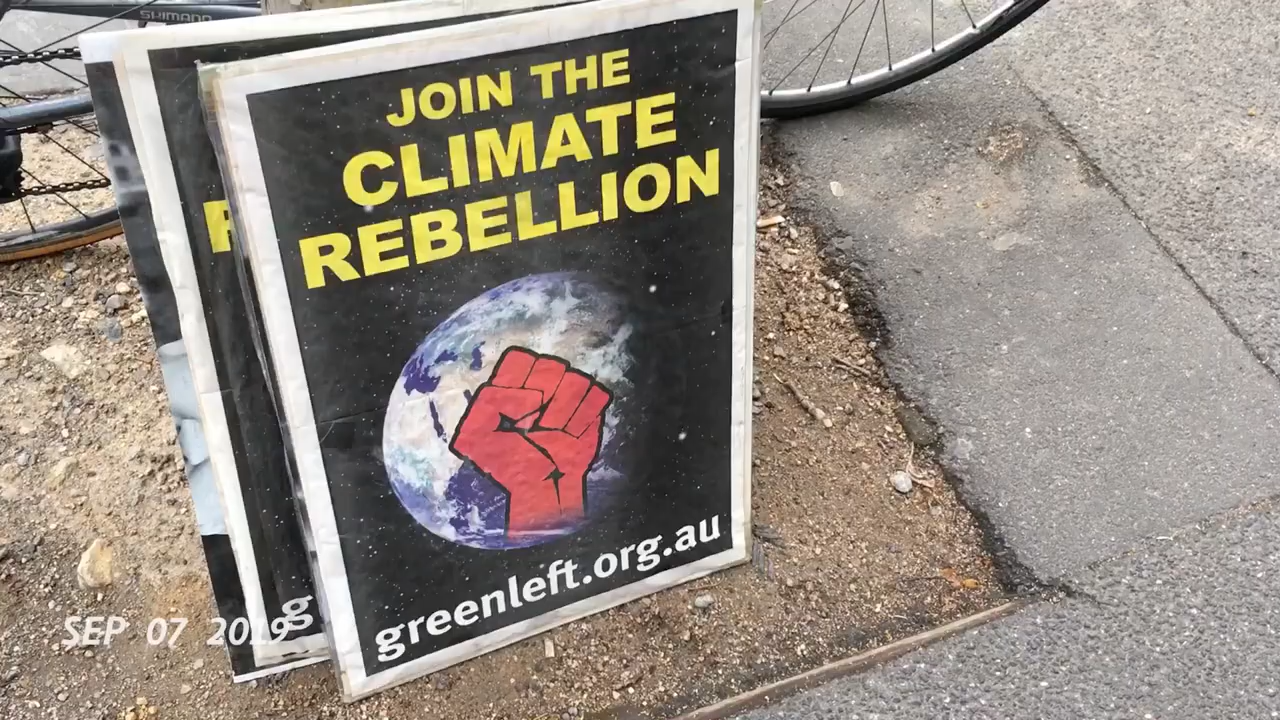 SHIMANO
JOIN THE
CLIMATE
REBELLION
greenleft.org.au
R
g
SEP 07 2019